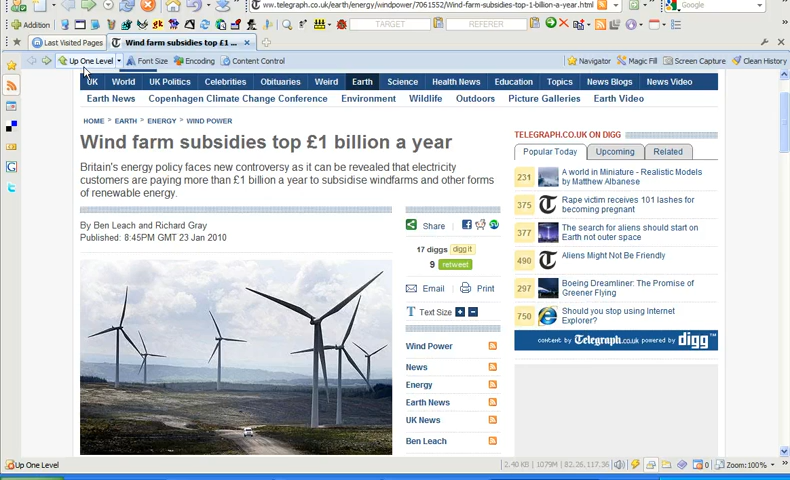 www.telegraph.co.uk/earth/energy/windpower/7061552/Wind-farm-subsidies-top-1-billion-a-year.html
Addition
TARGET
REFERER
Last Visited Pages
Wind farm subsidies top £1 ...
Up One Level
Font Size
Encoding
Content Control
Navigator
Magic Fill
Screen Capture
Clean History
UK World UK Politics Celebrities Obituaries Weird Earth Science Health News Education Topics News Blogs News Video
Earth News Copenhagen Climate Change Conference Environment Wildlife Outdoors Picture Galleries Earth Video
HOME > EARTH > ENERGY > WIND POWER
Wind farm subsidies top £1 billion a year
Britain's energy policy faces new controversy as it can be revealed that electricity
customers are paying more than £1 billion a year to subsidise windfarms and other forms
of renewable energy.
By Ben Leach and Richard Gray
Published: 8:45PM GMT 23 Jan 2010
Share
17 diggs digg it
9 retweet
Email Print
Text Size
Wind Power
News
Energy
Earth News
UK News
Ben Leach
TELEGRAPH.CO.UK ON DIGG
Popular Today Upcoming Related
231 A world in Miniature - Realistic Models
by Matthew Albanese
375 Rape victim receives 101 lashes for
becoming pregnant
377 The search for aliens should start on
Earth not outer space
490 Aliens Might Not Be Friendly
297 Boeing Dreamliner: The Promise of
Greener Flying
750 Should you stop using Internet
Explorer?
content by Telegraph.co.uk powered by digg™
Up One Level
2.40 KB 1079M 82.26.117.36
0
Zoom: 100%